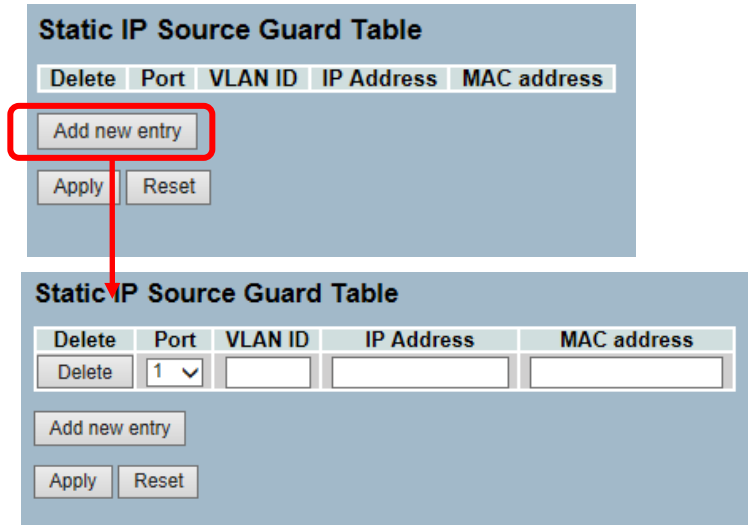 Static IP Source Guard Table
Delete Port VLAN ID IP Address MAC address
Add new entry
Apply Reset
Static IP Source Guard Table
Delete Port VLAN ID IP Address MAC address
Delete 1
Add new entry
Apply Reset